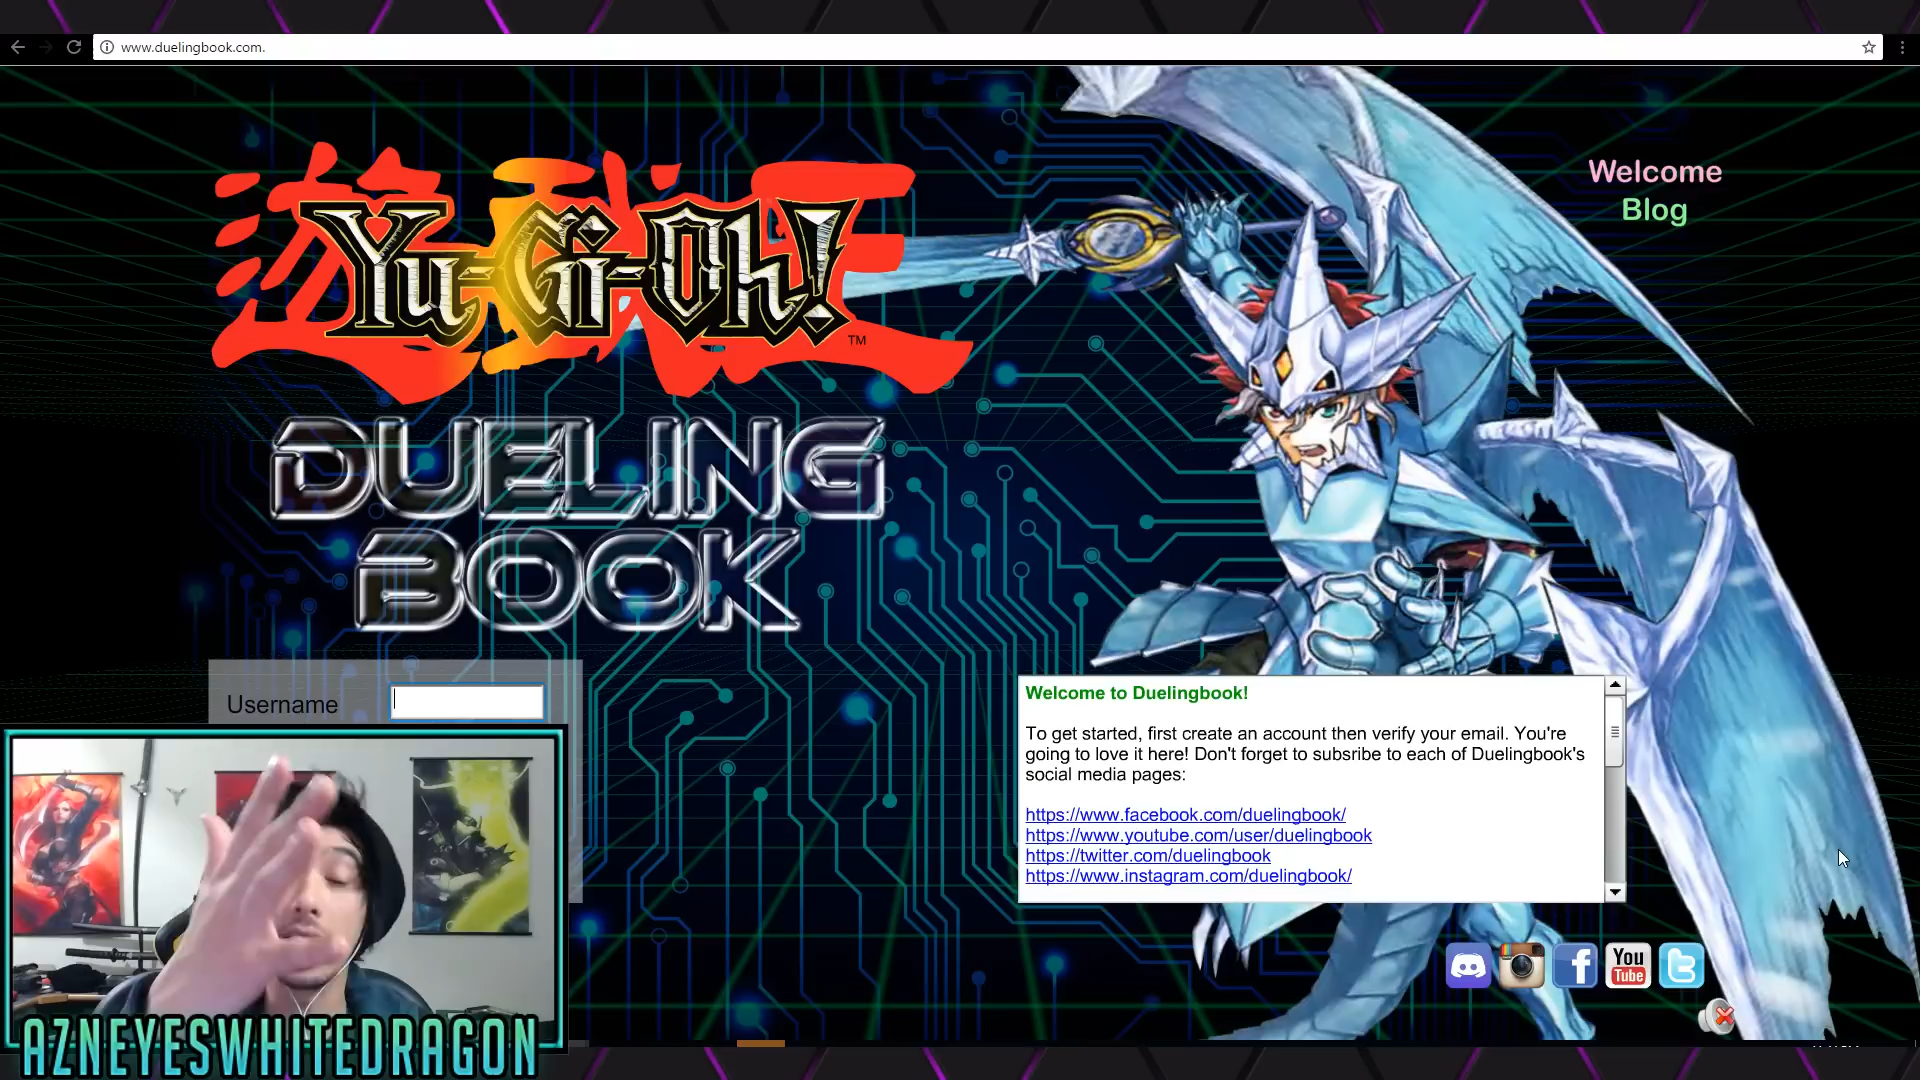 www.duelingbook.com.
Welcome
Blog
遊戯王
Yu-Gi-Oh!
TM
DUELING
BOOK
Username
Welcome to Duelingbook!
To get started, first create an account then verify your email. You're
going to love it here! Don't forget to subsribe to each of Duelingbook's
social media pages:
https://www.facebook.com/duelingbook/
https://www.youtube.com/user/duelingbook
https://twitter.com/duelingbook
https://www.instagram.com/duelingbook/
You
Tube
AZNEYESWHITEDRAGON